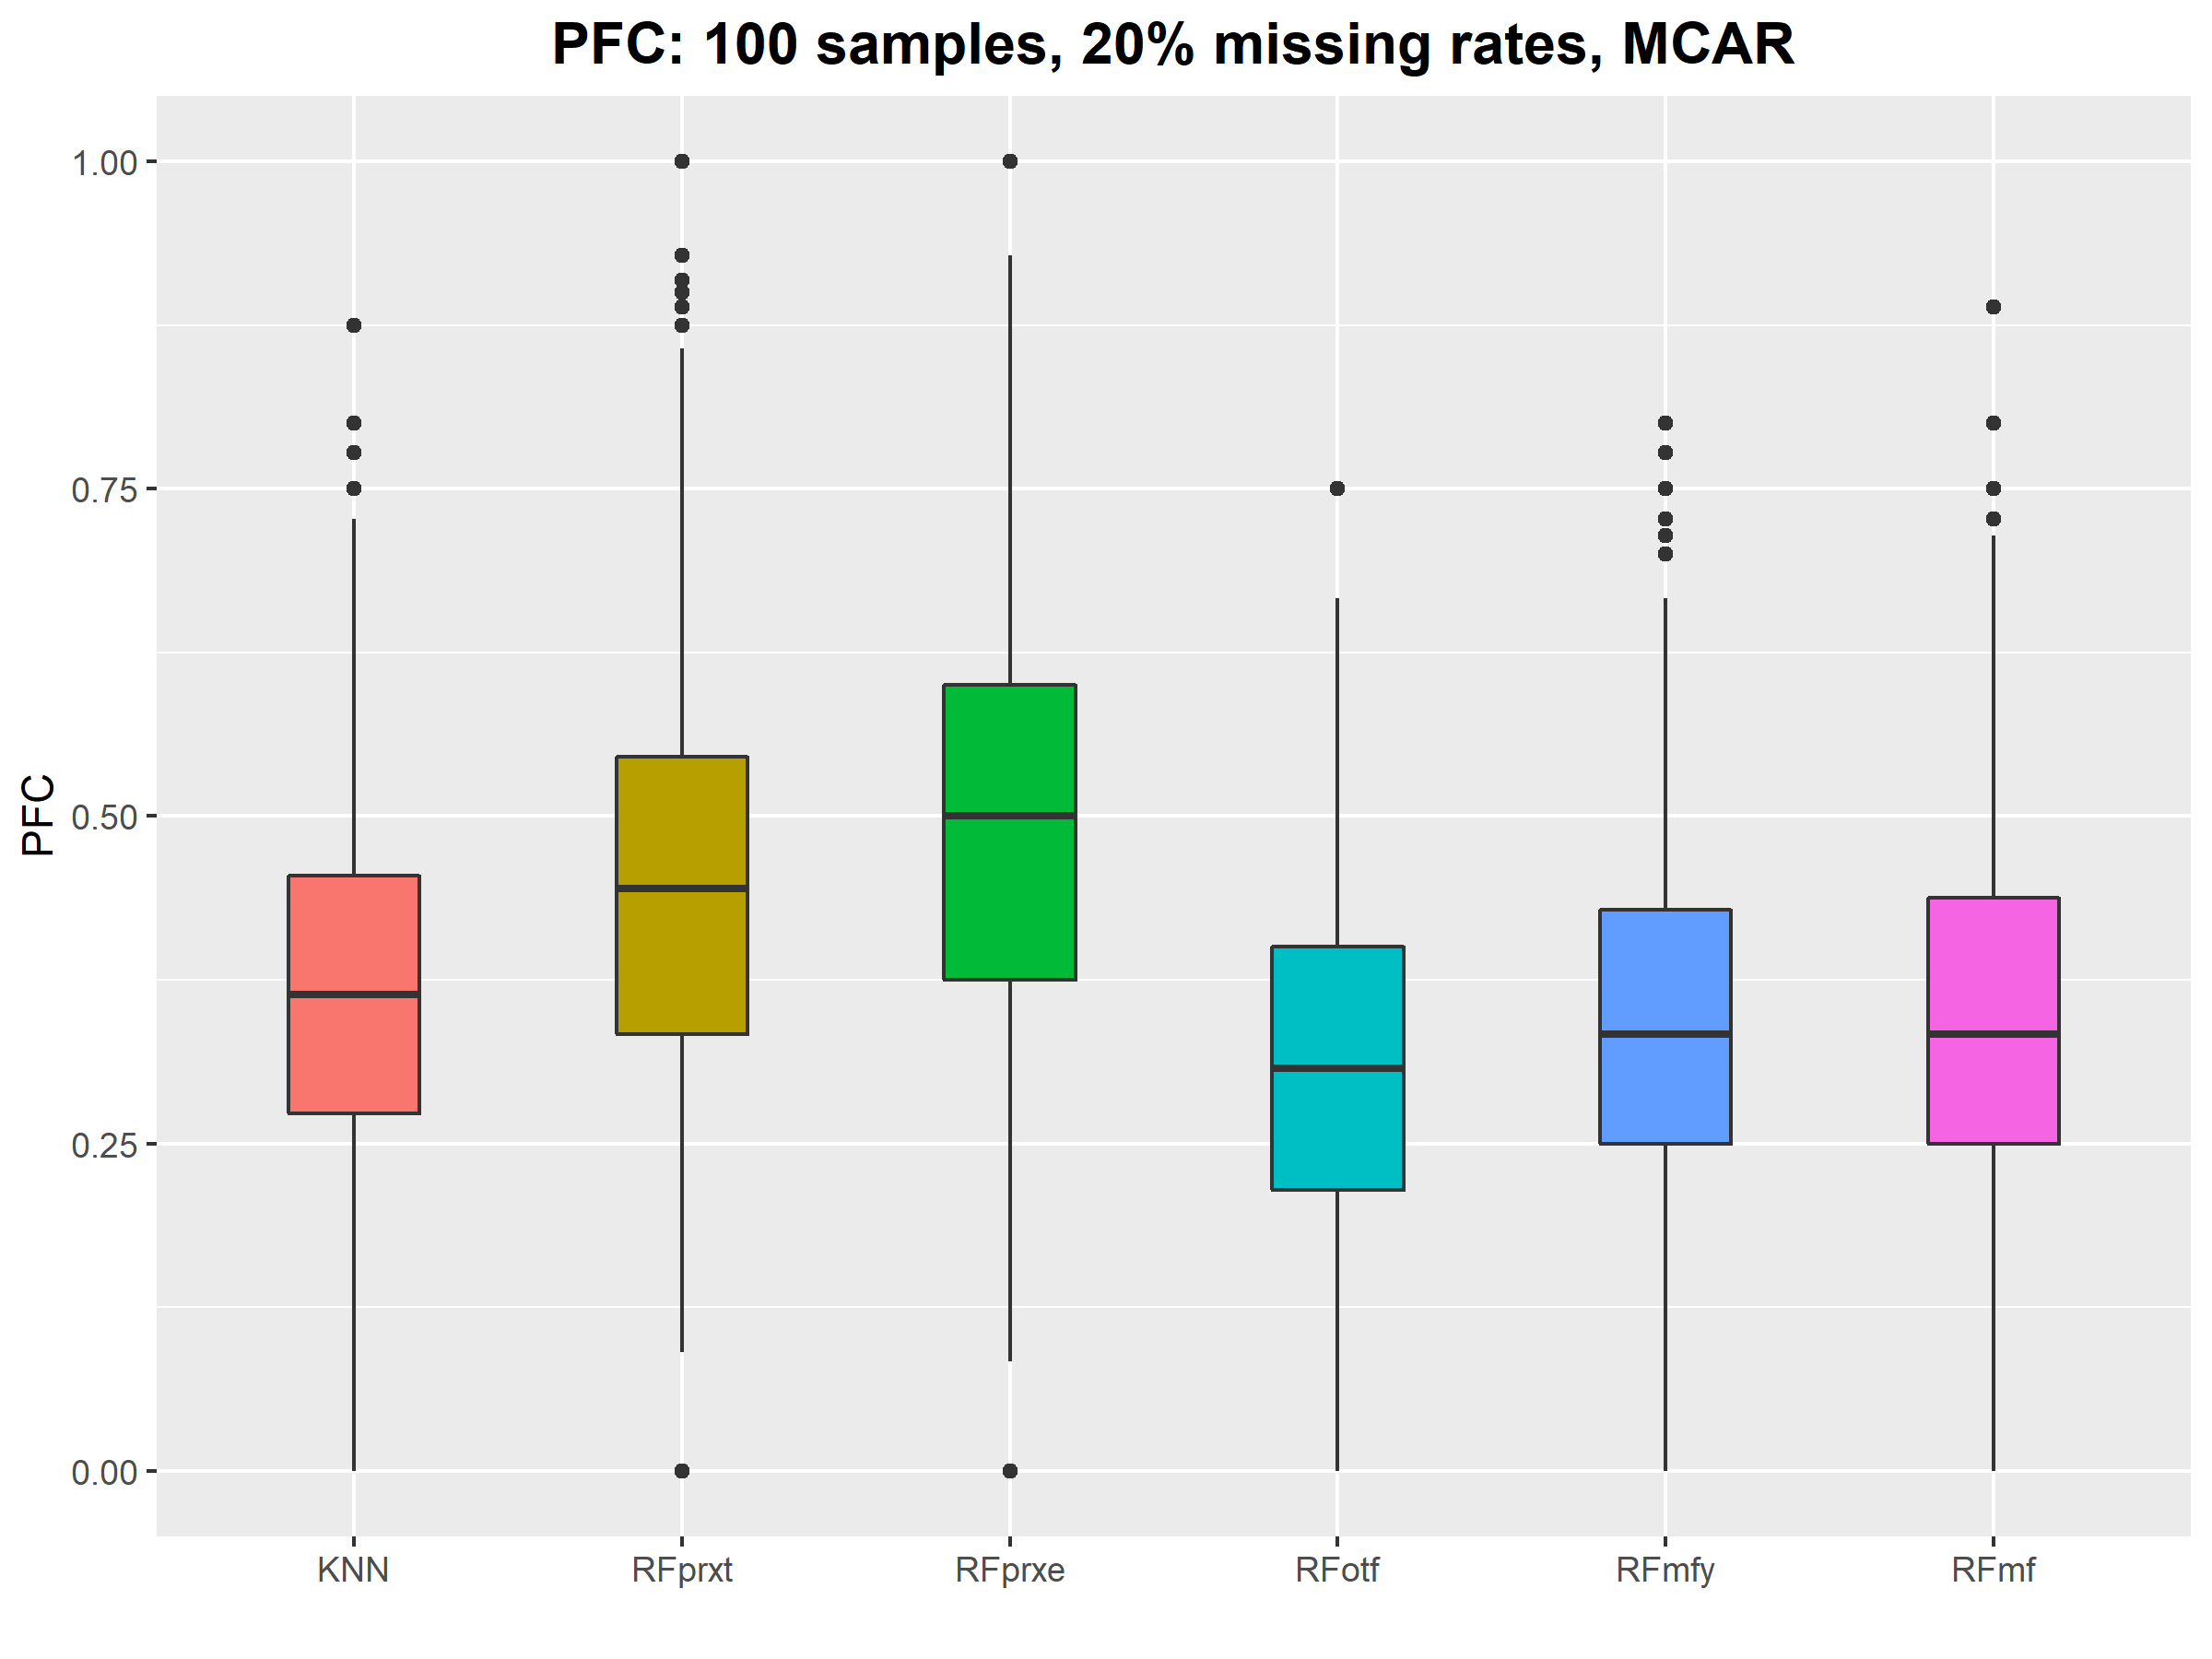 PFC: 100 samples, 20% missing rates, MCAR
PFC
1.00
0.75
0.50
0.25
0.00
KNN RFprxt RFprxe RFotf RFmfy RFmf